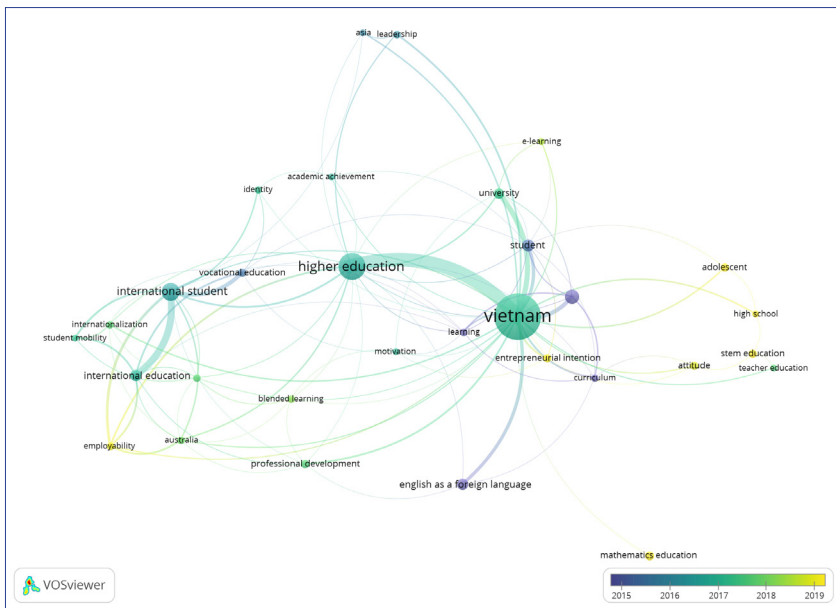 asia
leadership
e-learning
academic achievement
identity
university
student
higher education
vocational education
adolescent
international student
vietnam
high school
internationalization
student mobility
learning
motivation
entrepreneurial intention
stem education
attitude
teacher education
international education
curriculum
blended learning
employability
australia
professional development
english as a foreign language
mathematics education
VOSviewer
2015 2016 2017 2018 2019